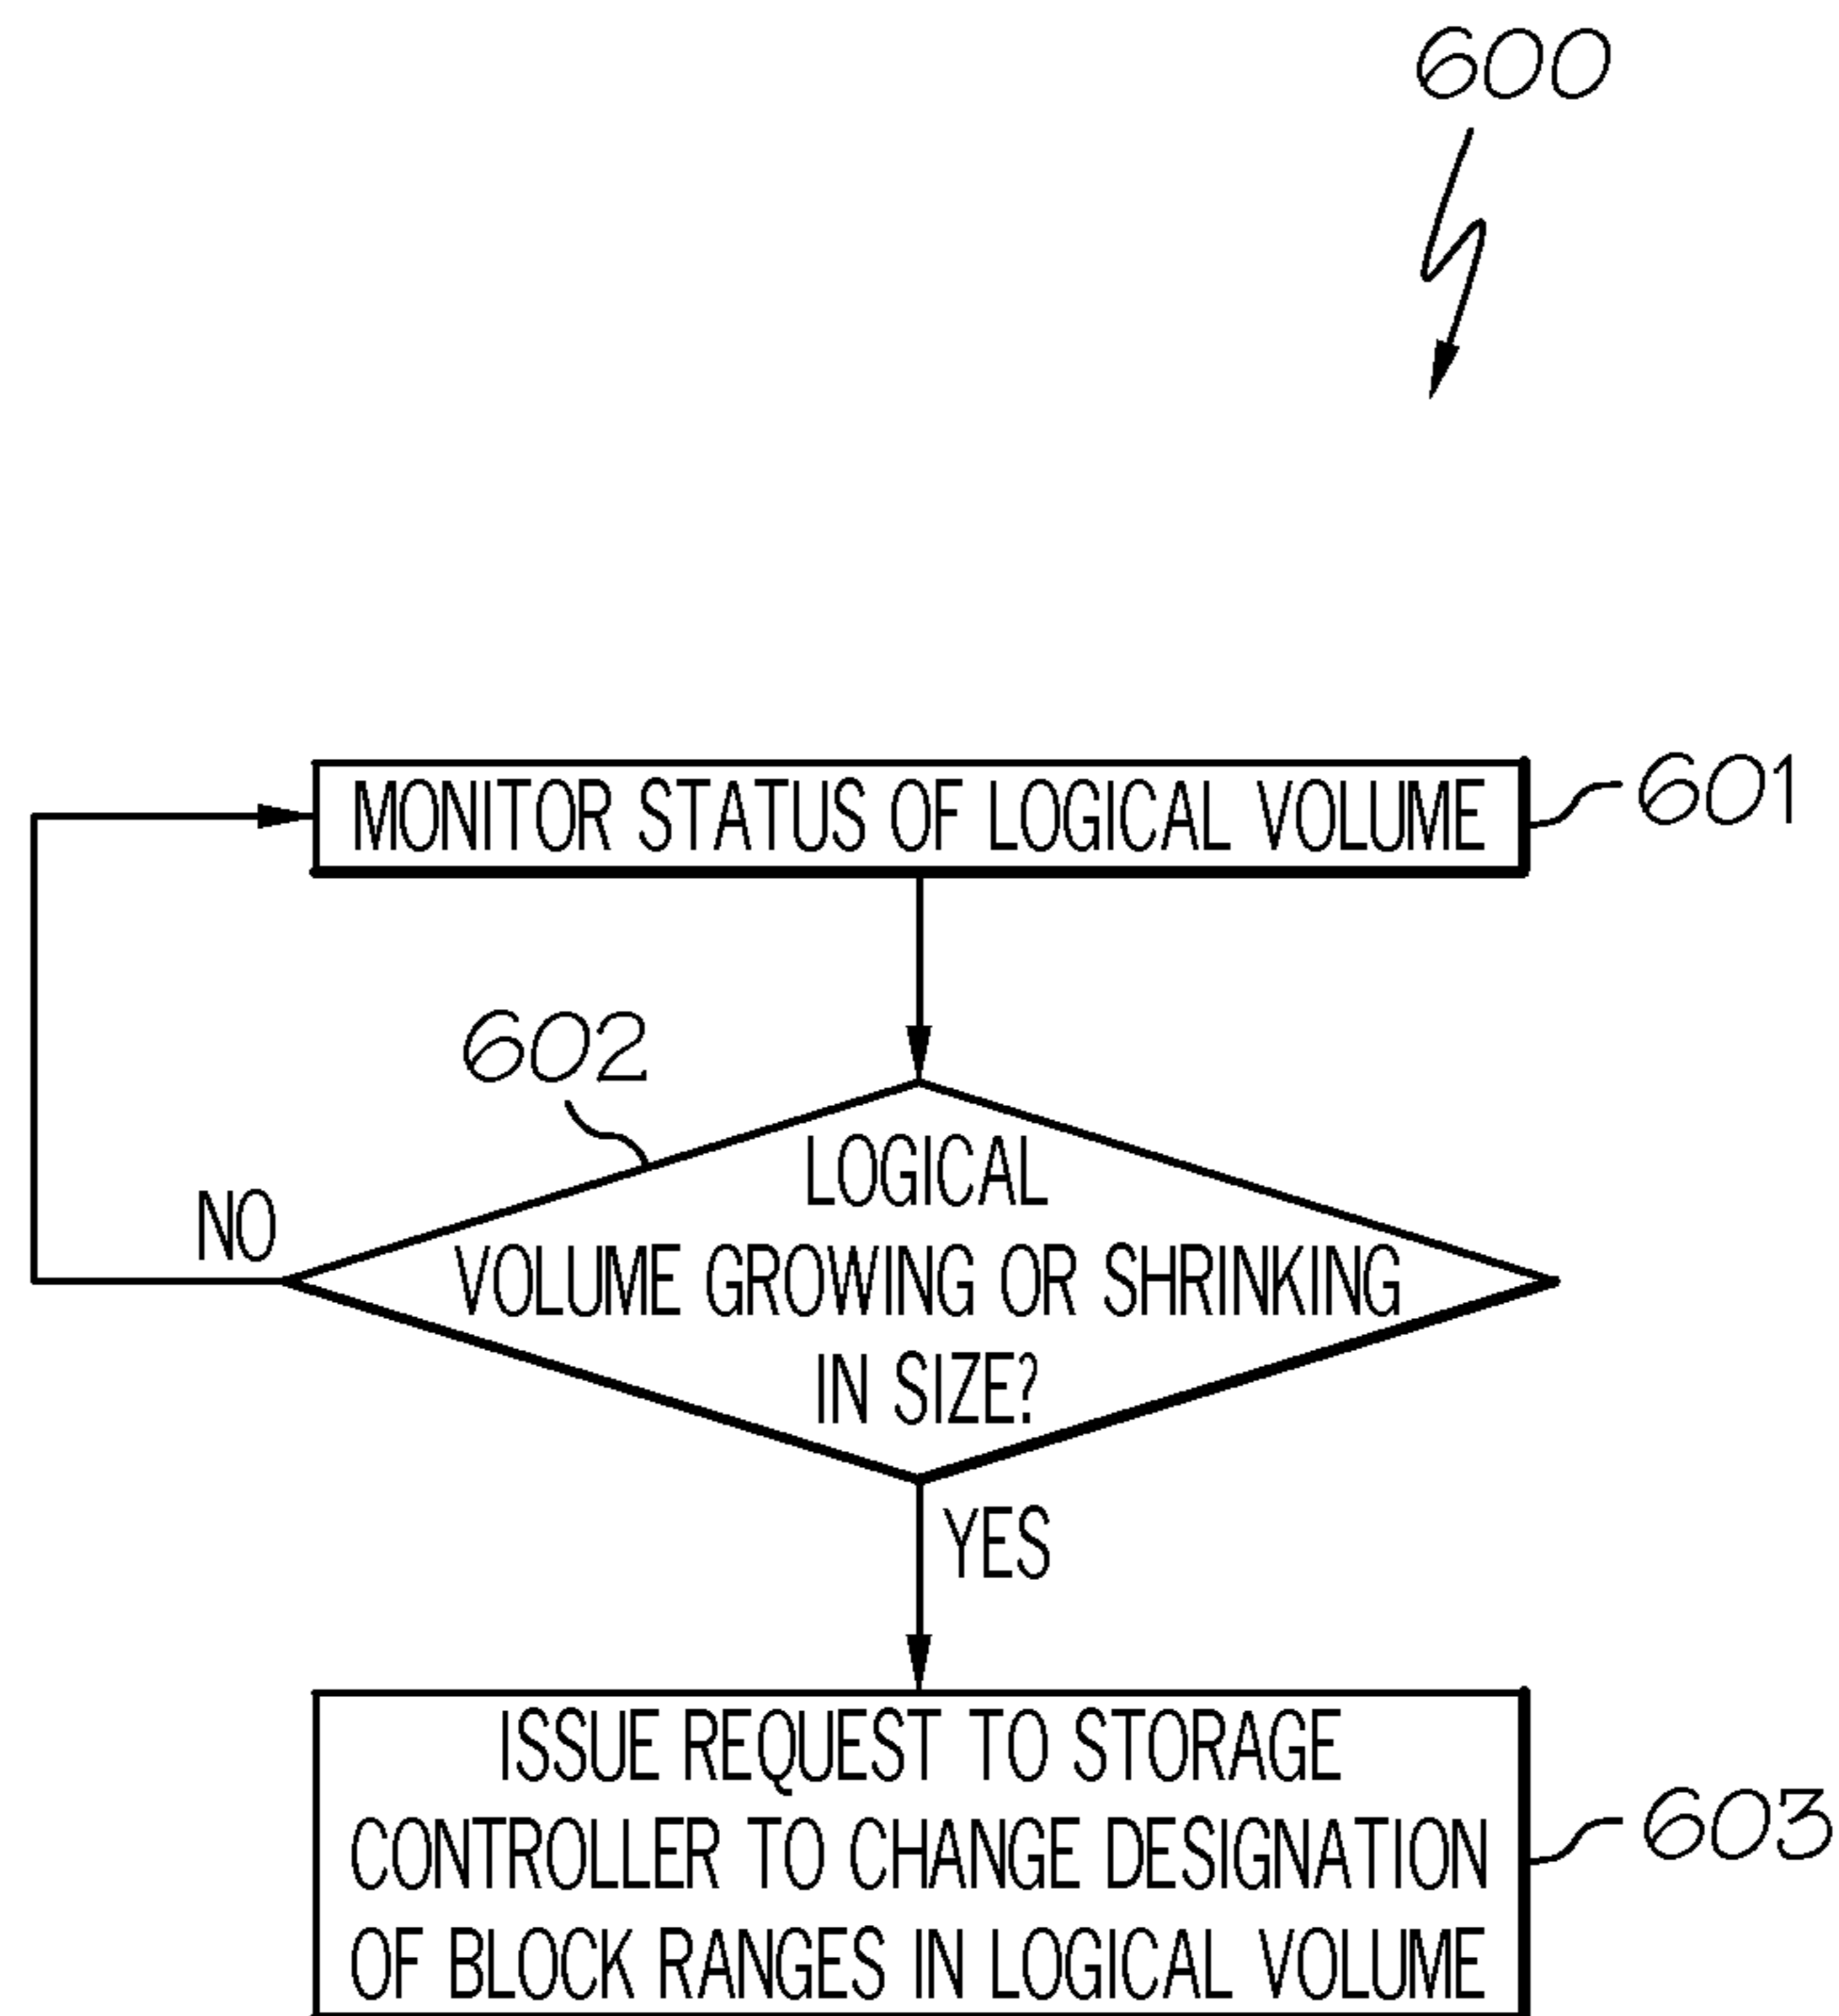 600
MONITOR STATUS OF LOGICAL VOLUME
601
602
LOGICAL
VOLUME GROWING OR SHRINKING
IN SIZE?
NO
YES
ISSUE REQUEST TO STORAGE
CONTROLLER TO CHANGE DESIGNATION
OF BLOCK RANGES IN LOGICAL VOLUME
603